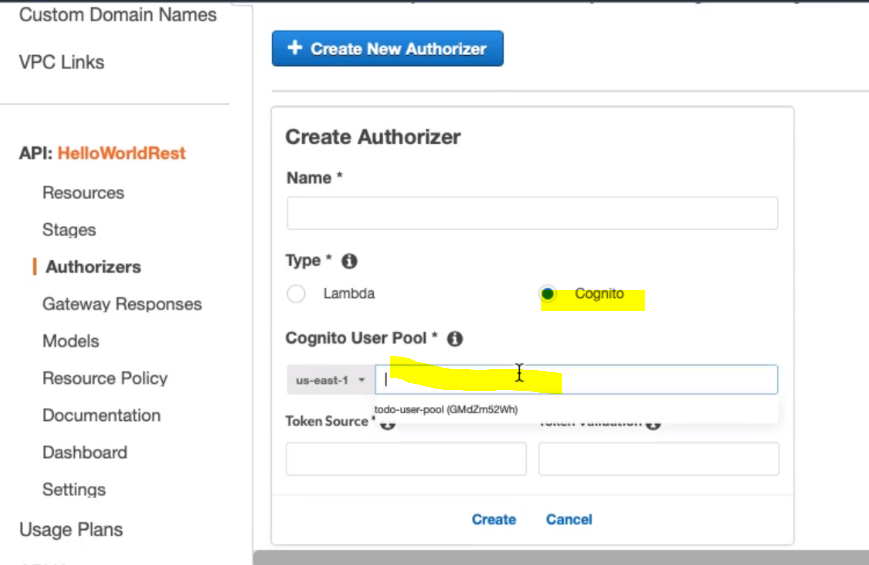 Custom Domain Names
VPC Links
API: HelloWorldRest
Resources
Stages
Authorizers
Gateway Responses
Models
Resource Policy
Documentation
Dashboard
Settings
Usage Plans
+ Create New Authorizer
Create Authorizer
Name *
Type *
Lambda
Cognito
Cognito User Pool *
us-east-1
todo-user-pool (GMdZm52Wh)
Token Source *
Token Validation
Create
Cancel